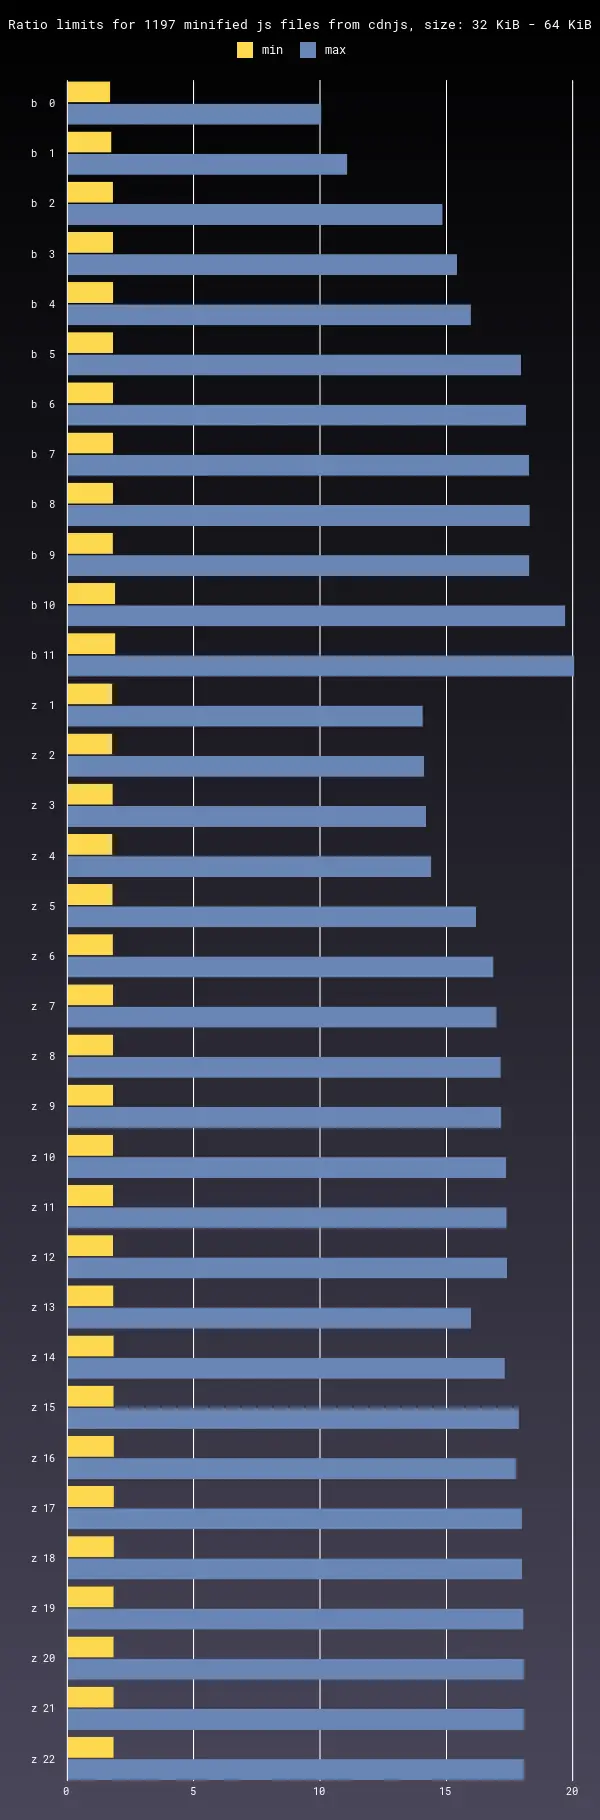 Ratio limits for 1197 minified js files from cdnjs, size: 32 KiB - 64 KiB
min max
b 0
b 1
b 2
b 3
b 4
b 5
b 6
b 7
b 8
b 9
b 10
b 11
z 1
z 2
z 3
z 4
z 5
z 6
z 7
z 8
z 9
z 10
z 11
z 12
z 13
z 14
z 15
z 16
z 17
z 18
z 19
z 20
z 21
z 22
0 5 10 15 20